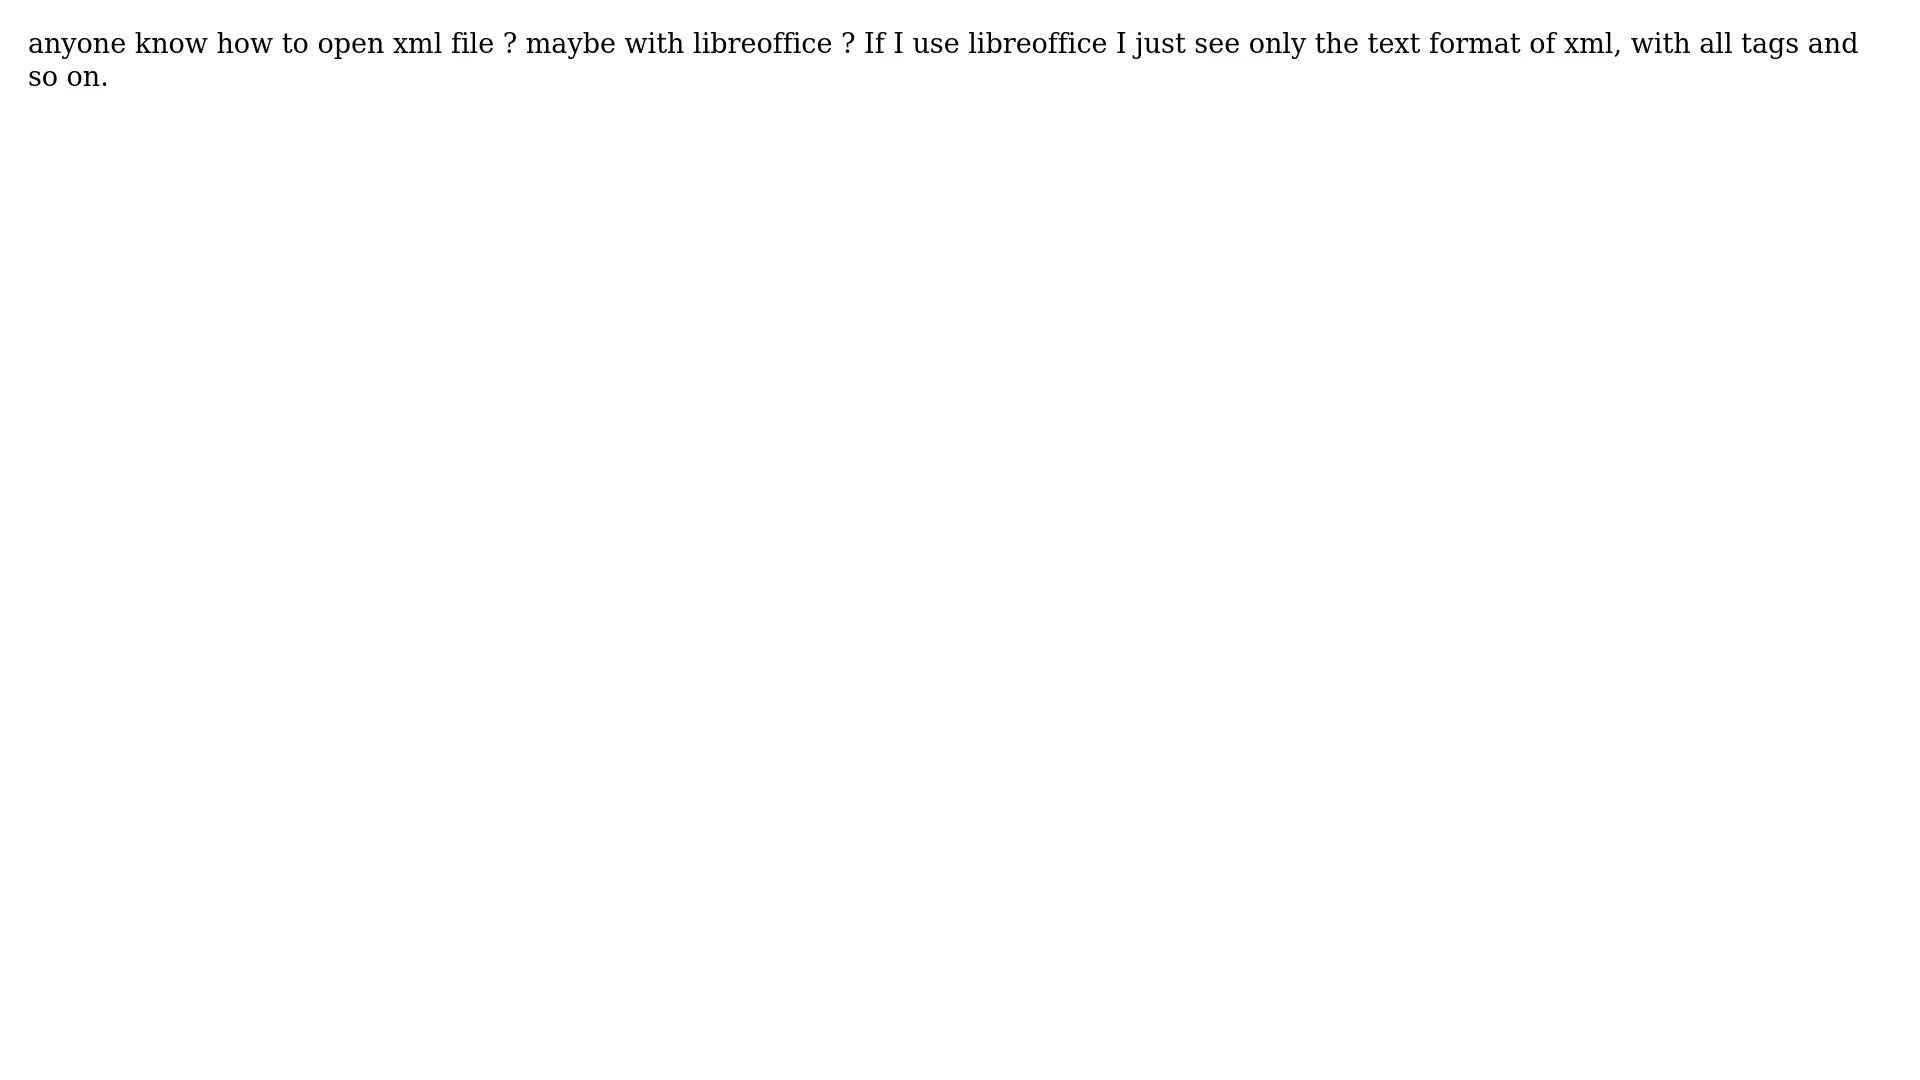 anyone know how to open xml file ? maybe with libreoffice ? If I use libreoffice I just see only the text format of xml, with all tags and
so on.